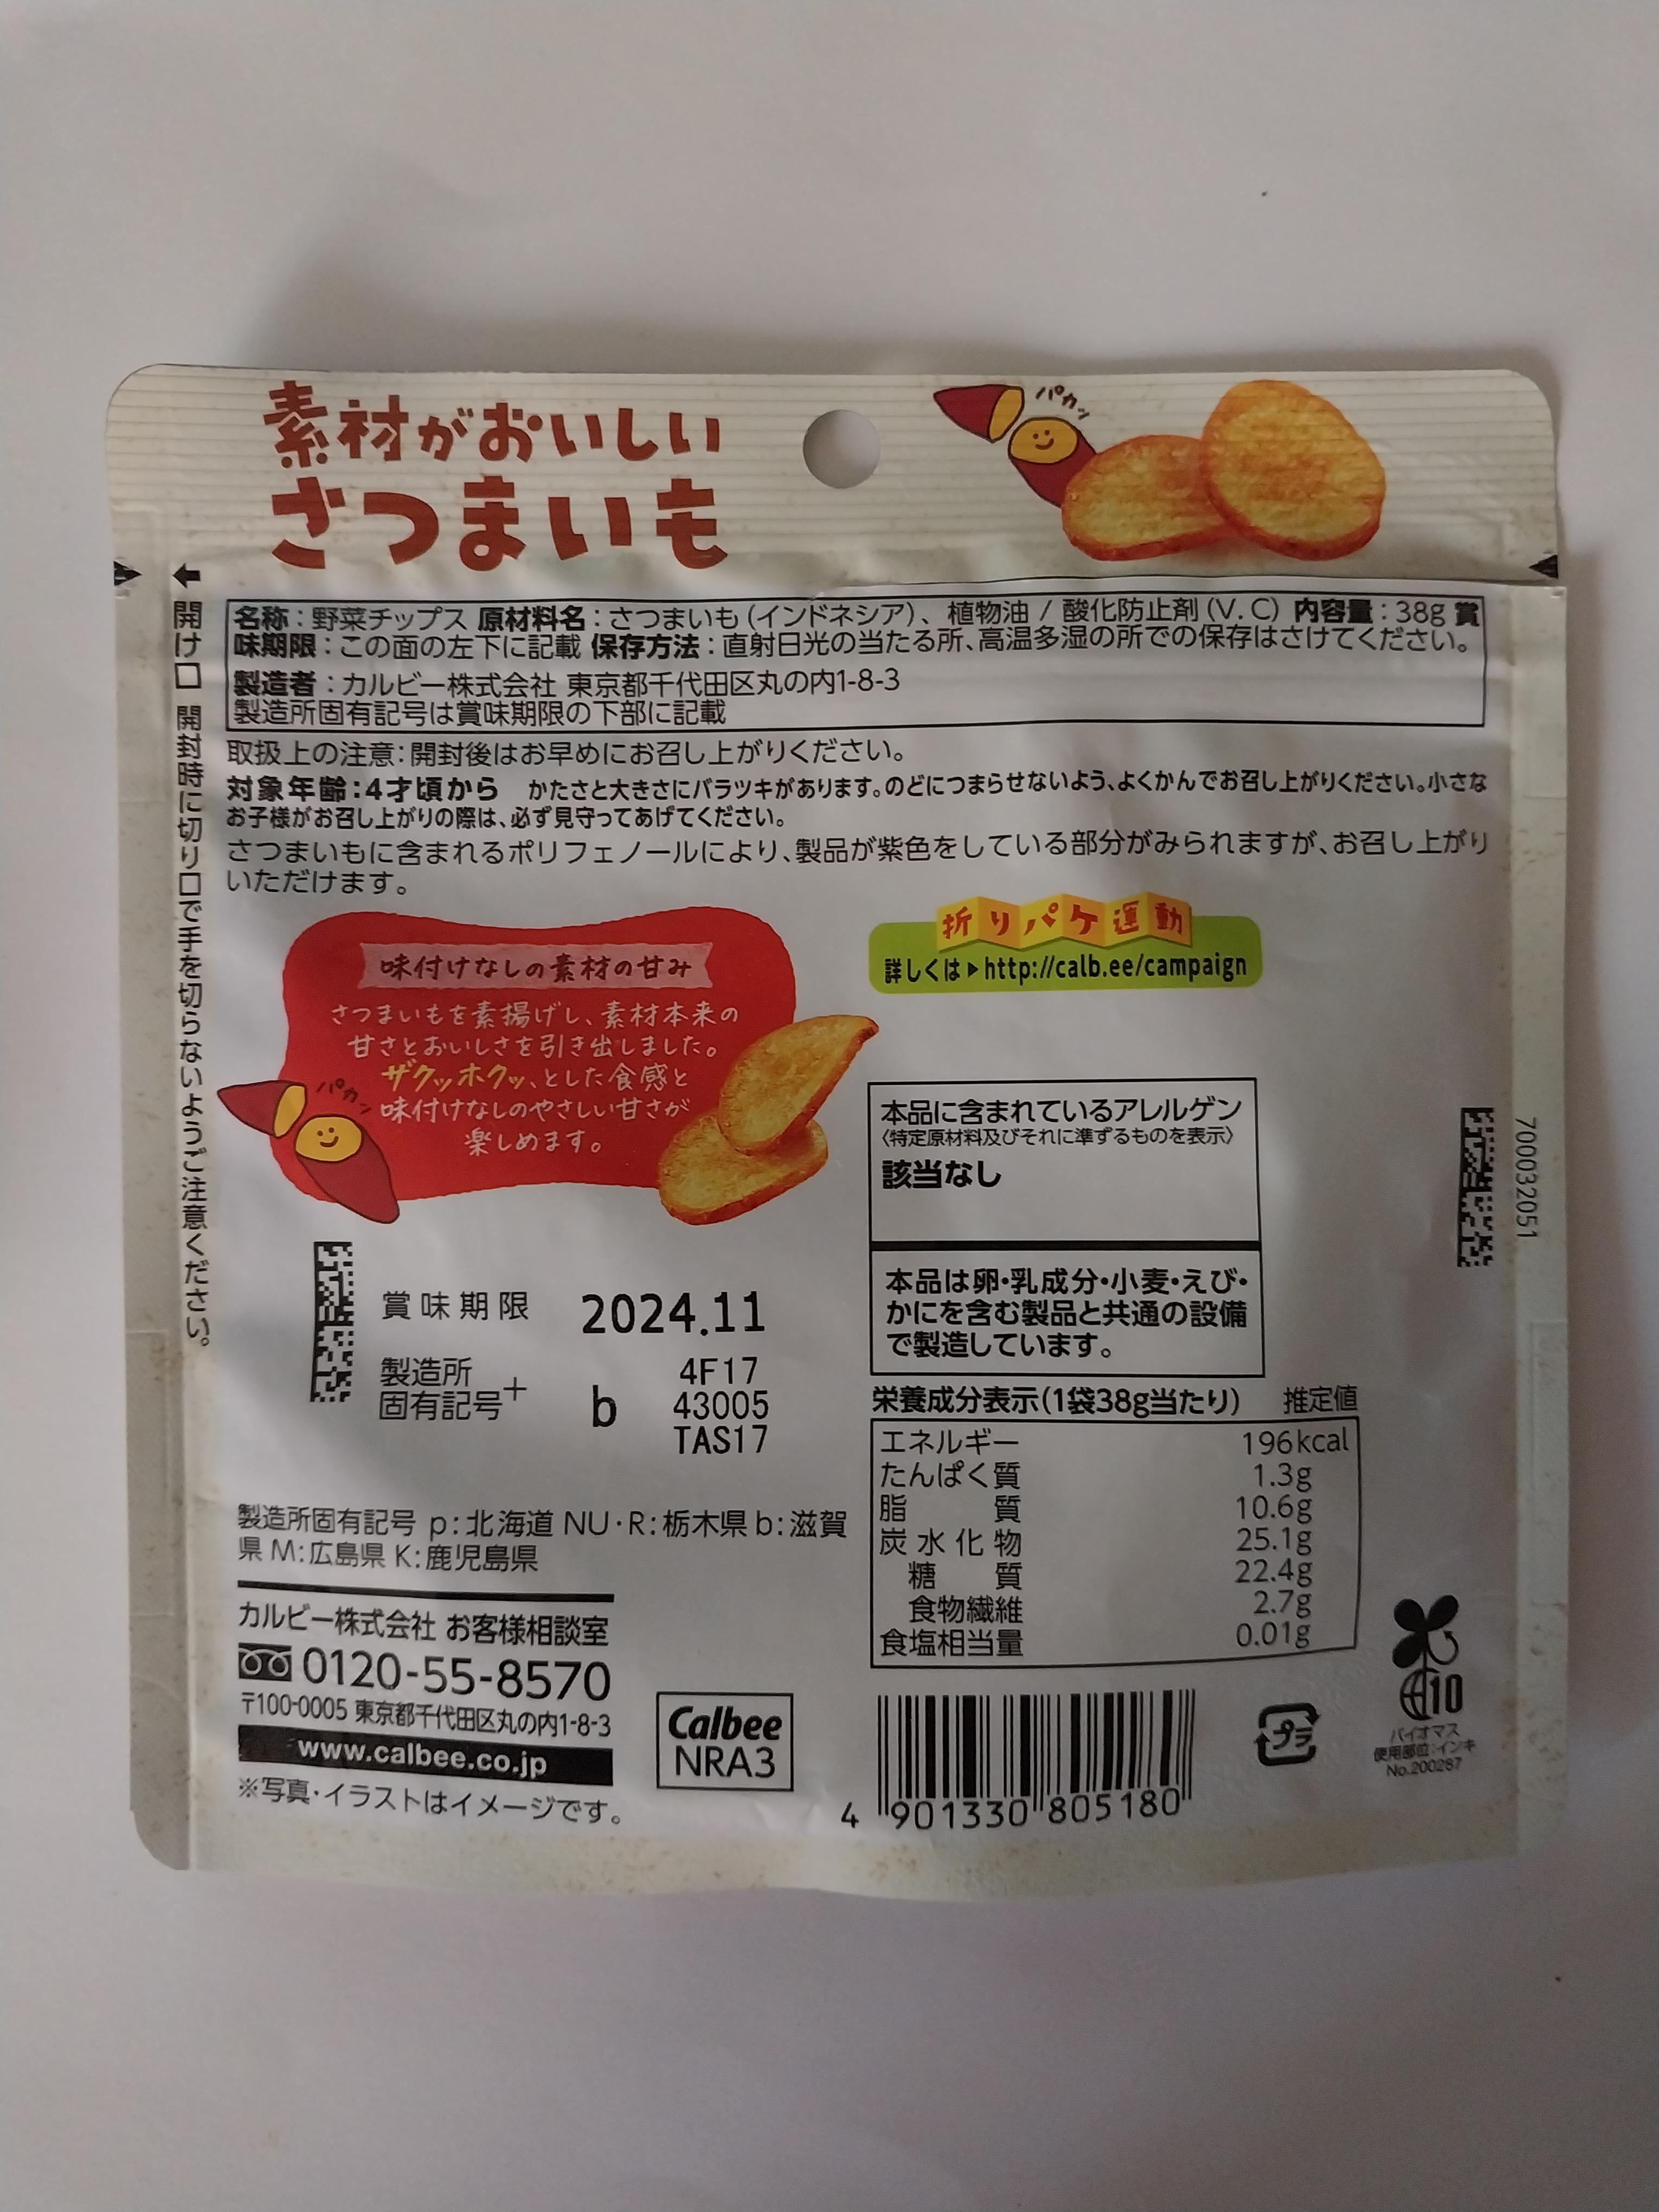 素材がおいしい
さつまいも
パカッ
開け口 開封時に切り口で手を切らないようご注意ください。
名称：野菜チップス 原材料名：さつまいも（インドネシア）、植物油 / 酸化防止剤（V.C） 内容量：38g 賞
味期限：この面の左下に記載 保存方法：直射日光の当たる所、高温多湿の所での保存はさけてください。
製造者：カルビー株式会社 東京都千代田区丸の内1-8-3
製造所固有記号は賞味期限の下部に記載
取扱上の注意：開封後はお早めにお召し上がりください。
対象年齢：4才頃から かたさと大きさにバラツキがあります。のどにつまらせないよう、よくかんでお召し上がりください。小さな
お子様がお召し上がりの際は、必ず見守ってあげてください。
さつまいもに含まれるポリフェノールにより、製品が紫色をしている部分がみられますが、お召し上がり
いただけます。
味付けなしの素材の甘み
さつまいもを素揚げし、素材本来の
甘さとおいしさを引き出しました。
ザクッホクッ、とした食感と
味付けなしのやさしい甘さが
楽しめます。
パカッ
折りパケ運動
詳しくは▶http://calb.ee/campaign
本品に含まれているアレルゲン
〈特定原材料及びそれに準ずるものを表示〉
該当なし
本品は卵・乳成分・小麦・えび・
かにを含む製品と共通の設備
で製造しています。
700032051
賞味期限 2024.11
製造所
固有記号+ b
4F17
43005
TAS17
栄養成分表示（1袋38g当たり） 推定値
エネルギー 196kcal
たんぱく質 1.3g
脂質 10.6g
炭水化物 25.1g
糖質 22.4g
食物繊維 2.7g
食塩相当量 0.01g
製造所固有記号 p：北海道 NU・R：栃木県 b：滋賀
県 M：広島県 K：鹿児島県
カルビー株式会社 お客様相談室
0120-55-8570
〒100-0005 東京都千代田区丸の内1-8-3
www.calbee.co.jp
※写真・イラストはイメージです。
Calbee
NRA3
4 901330 805180
プラ
10
バイオマス
使用部位：インキ
No.200287